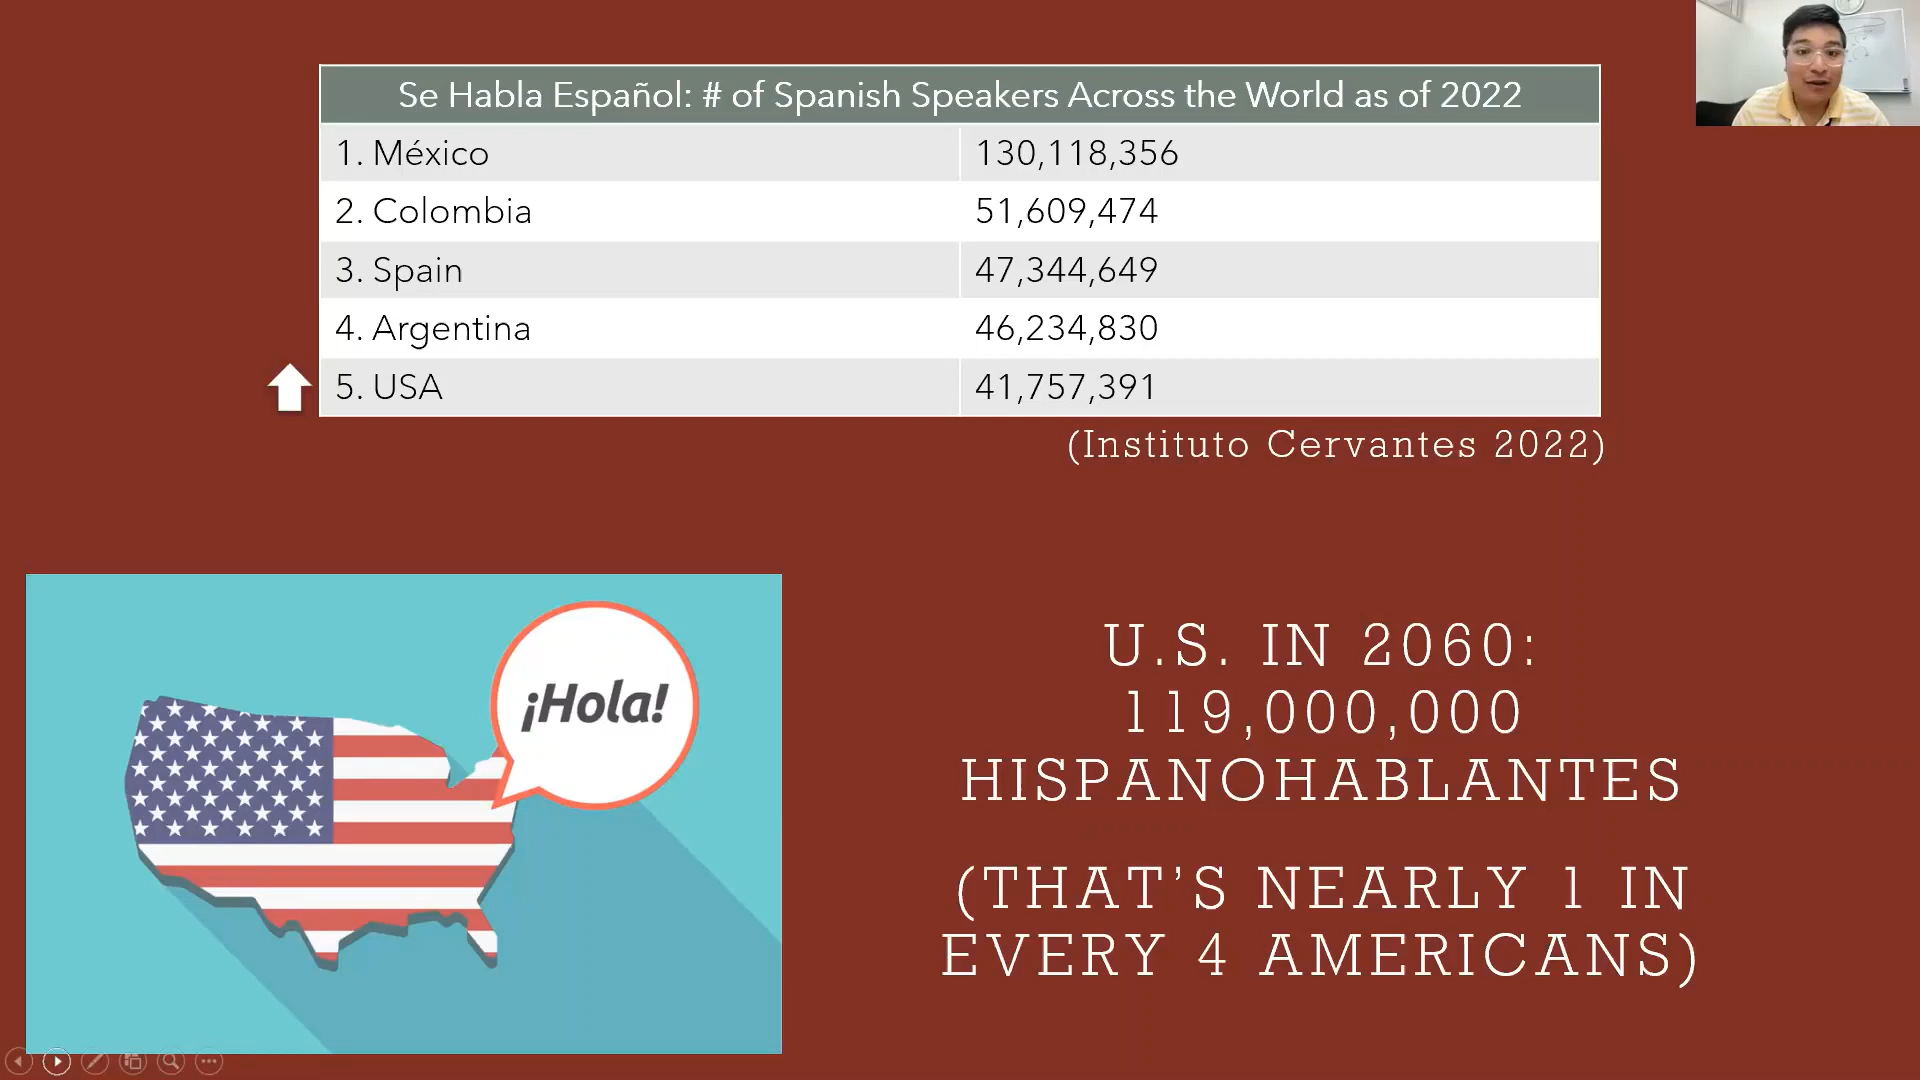 Se Habla Español: # of Spanish Speakers Across the World as of 2022
1. México 130,118,356
2. Colombia 51,609,474
3. Spain 47,344,649
4. Argentina 46,234,830
5. USA 41,757,391
(Instituto Cervantes 2022)
¡Hola!
U.S. IN 2060:
119,000,000
HISPANOHABLANTES
(THAT’S NEARLY 1 IN
EVERY 4 AMERICANS)